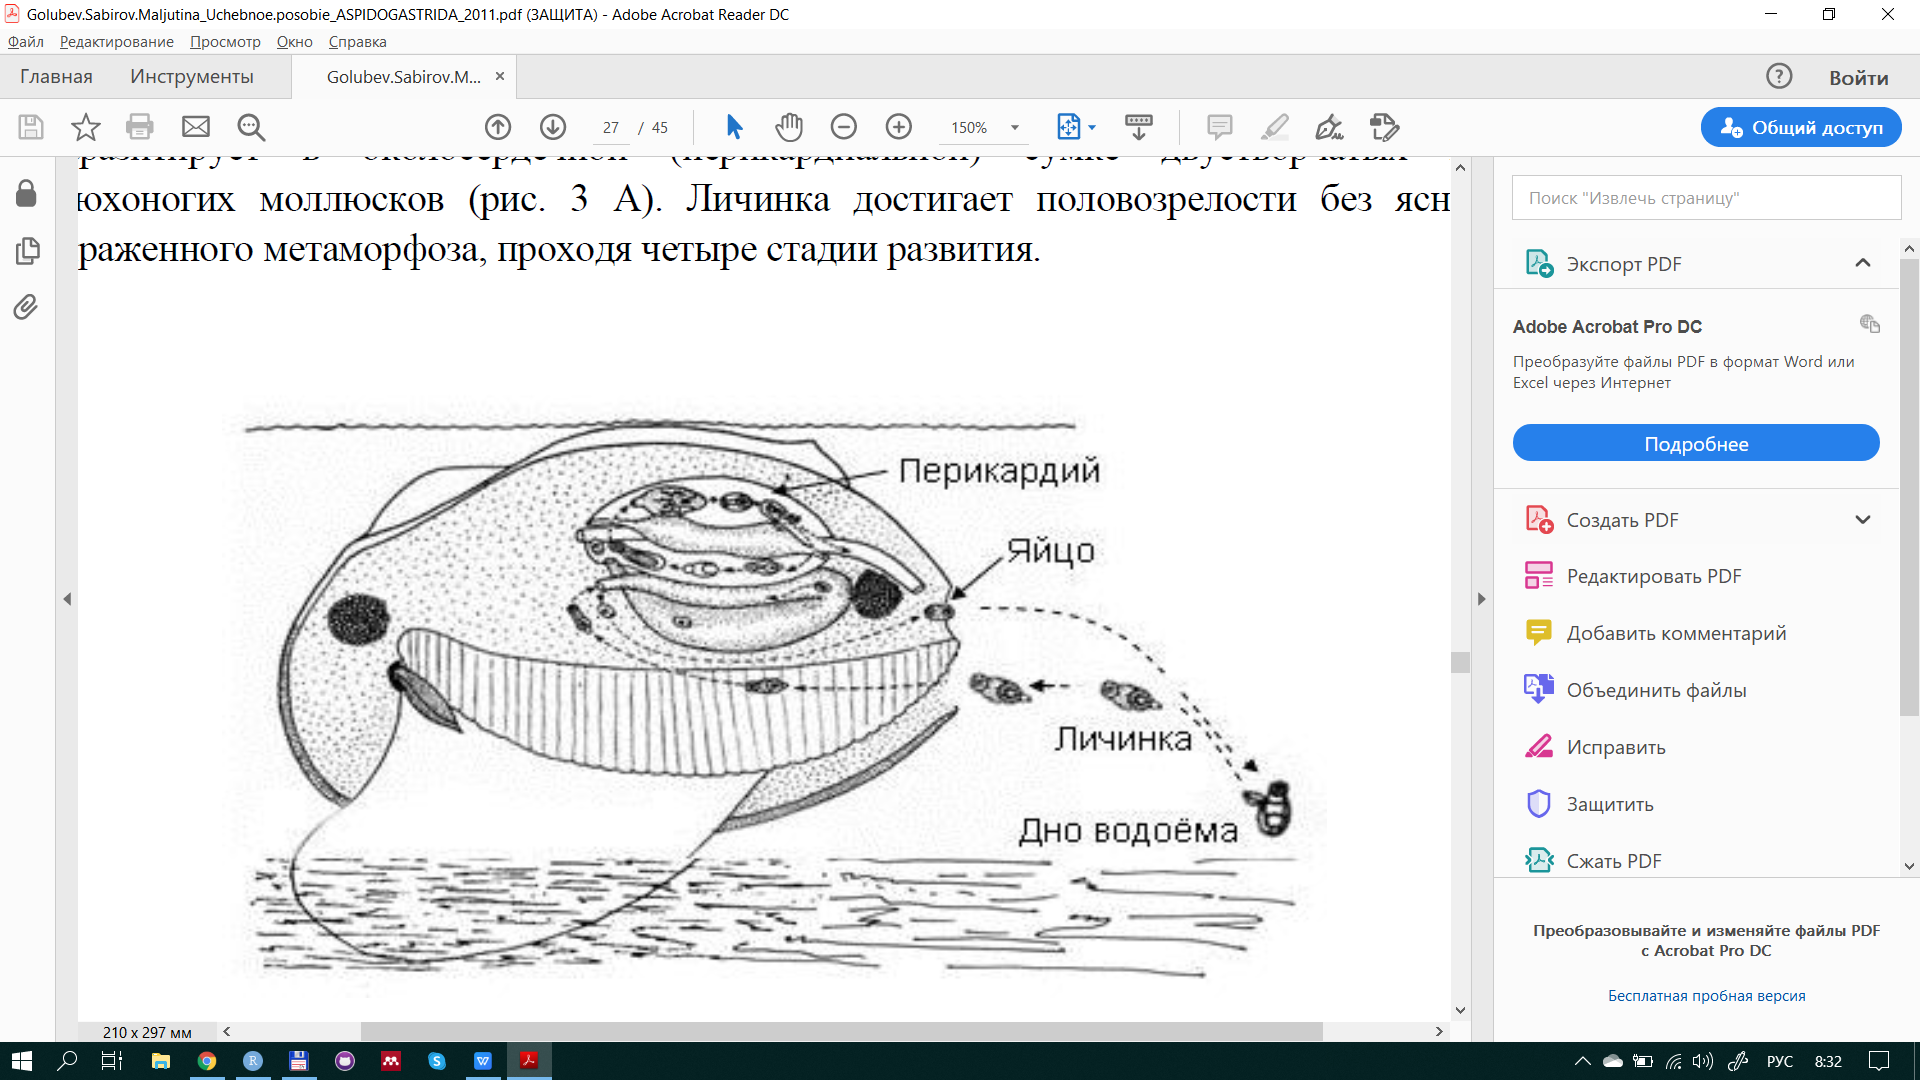 Golubev.Sabirov.Maljutina_Uchebnoe.posobie_ASPIDOGASTRIDA_2011.pdf (ЗАЩИТА) - Adobe Acrobat Reader DC
Файл Редактирование Просмотр Окно Справка
Главная Инструменты Golubev.Sabirov.M... ×
? Войти
27 / 45 150% Общий доступ
(перикардиальной) сумке двустворчатых
юхоногих моллюсков (рис. 3 А). Личинка достигает половозрелости без ясн
раженного метаморфоза, проходя четыре стадии развития.
Перикардий
Яйцо
Личинка
Дно водоёма
210 x 297 мм
Поиск "Извлечь страницу"
Экспорт PDF
Adobe Acrobat Pro DC
Преобразуйте файлы PDF в формат Word или
Excel через Интернет
Подробнее
Создать PDF
Редактировать PDF
Добавить комментарий
Объединить файлы
Исправить
Защитить
Сжать PDF
Преобразовывайте и изменяйте файлы PDF
с Acrobat Pro DC
Бесплатная пробная версия
РУС 8:32